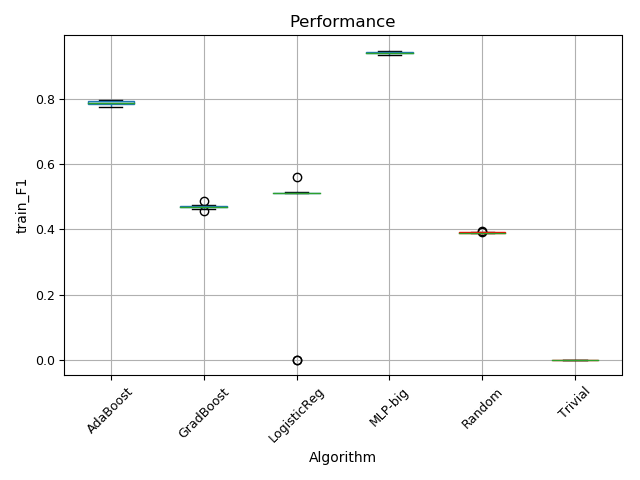 Performance
train_F1
0.8
0.6
0.4
0.2
0.0
AdaBoost
GradBoost
LogisticReg
MLP-big
Random
Trivial
Algorithm